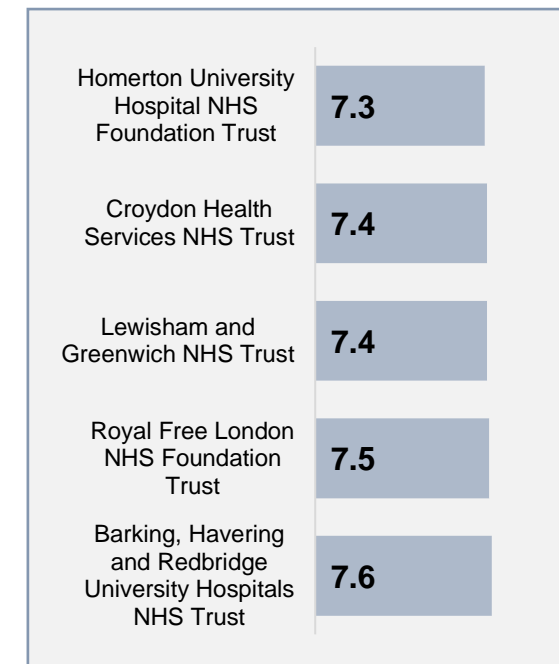 Homerton University
Hospital NHS
Foundation Trust
7.3
Croydon Health
Services NHS Trust
7.4
Lewisham and
Greenwich NHS Trust
7.4
Royal Free London
NHS Foundation
Trust
7.5
Barking, Havering
and Redbridge
University Hospitals
NHS Trust
7.6